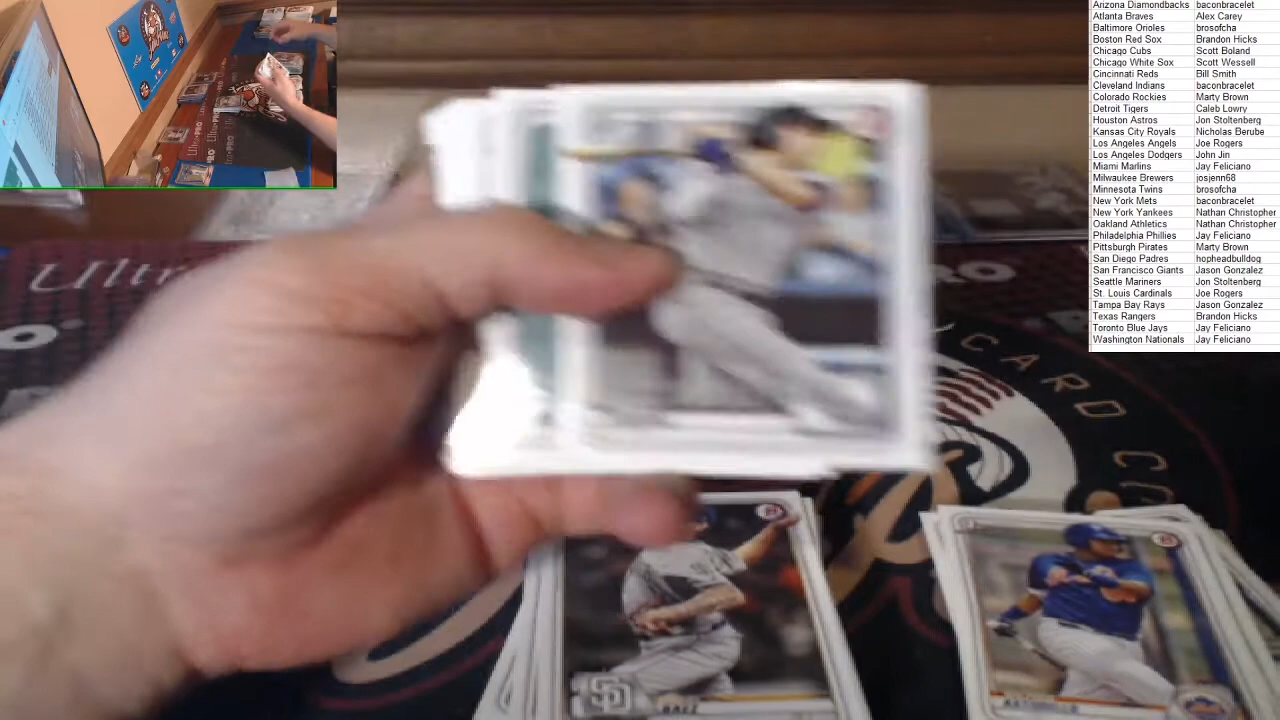 Arizona Diamondbacks baconbracelet
Atlanta Braves Alex Carey
Baltimore Orioles brosofcha
Boston Red Sox Brandon Hicks
Chicago Cubs Scott Boland
Chicago White Sox Scott Wessell
Cincinnati Reds Bill Smith
Cleveland Indians baconbracelet
Colorado Rockies Marty Brown
Detroit Tigers Caleb Lowry
Houston Astros Jon Stoltenberg
Kansas City Royals Nicholas Berube
Los Angeles Angels Joe Rogers
Los Angeles Dodgers John Jin
Miami Marlins Jay Feliciano
Milwaukee Brewers josjenn68
Minnesota Twins brosofcha
New York Mets baconbracelet
New York Yankees Nathan Christopher
Oakland Athletics Nathan Christopher
Philadelphia Phillies Jay Feliciano
Pittsburgh Pirates Marty Brown
San Diego Padres hopheadbulldog
San Francisco Giants Jason Gonzalez
Seattle Mariners Jon Stoltenberg
St. Louis Cardinals Joe Rogers
Tampa Bay Rays Jason Gonzalez
Texas Rangers Brandon Hicks
Toronto Blue Jays Jay Feliciano
Washington Nationals Jay Feliciano
Ultra
RO
CARD
SD
BAEZ